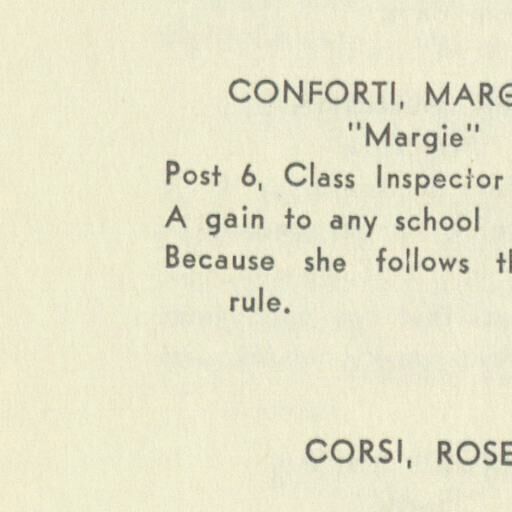 CONFORTI, MARG
"Margie"
Post 6, Class Inspector
A gain to any school
Because she follows th
rule.
CORSI, ROSE